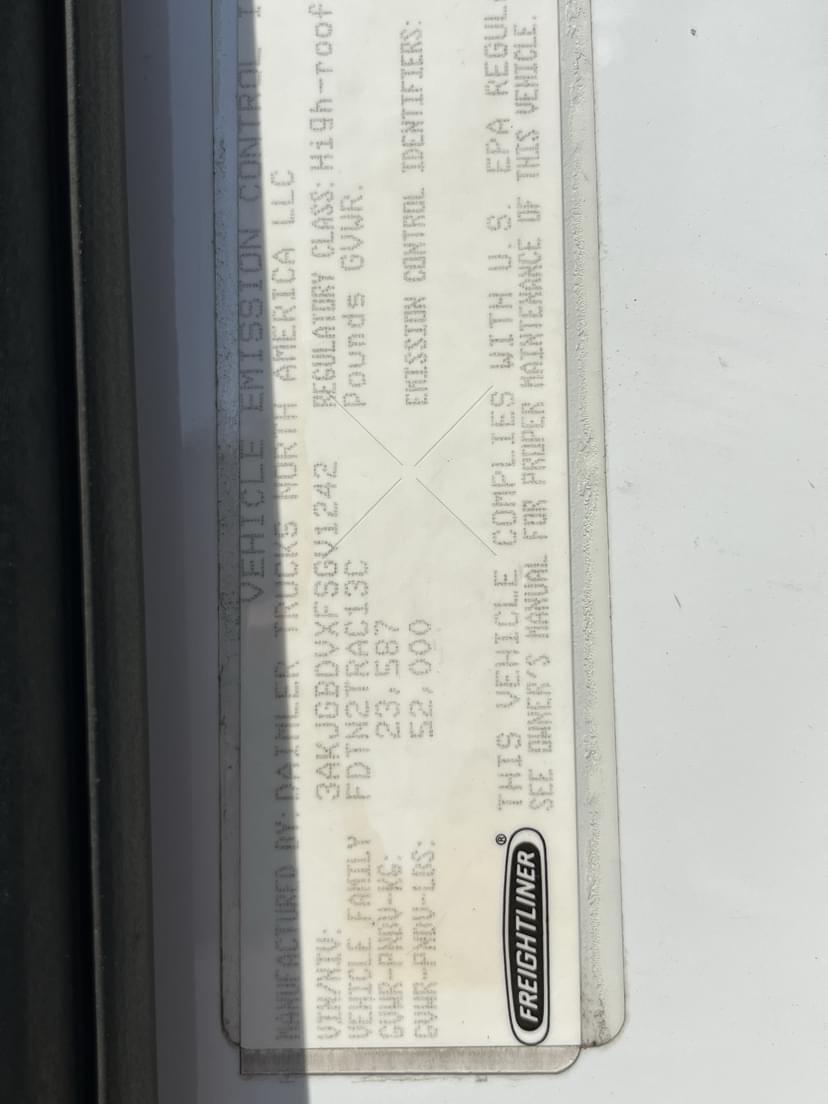 VEHICLE EMISSION CONTROL I
MANUFACTURED BY: DAIMLER TRUCKS NORTH AMERICA LLC
VIN/NIV: 3AKJGBDVXFSGV1242 REGULATORY CLASS: High-roof
VEHICLE FAMILY FDTN2TRAC13C Pounds GVWR.
GVWR-PNBV-KG: 23,587
GVWR-PNBV-LBS: 52,000 EMISSION CONTROL IDENTIFIERS:
THIS VEHICLE COMPLIES WITH U.S. EPA REGUL
SEE OWNER'S MANUAL FOR PROPER MAINTENANCE OF THIS VEHICLE.
FREIGHTLINER®